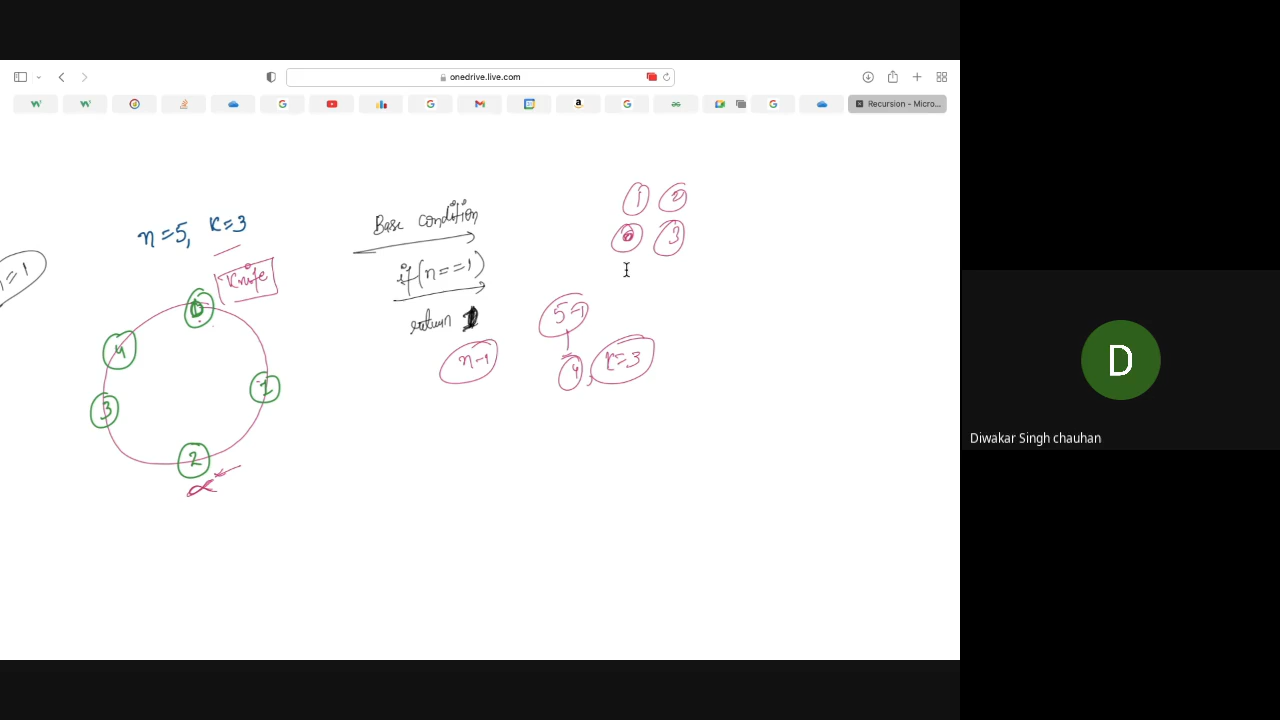 onedrive.live.com
Recursion - Micro...
n=5, K=3
Knife
0
1
2
3
4
Base condition
if(n==1)
return
n-1
5-1
4, K=3
1 2
3
Diwakar Singh chauhan
D